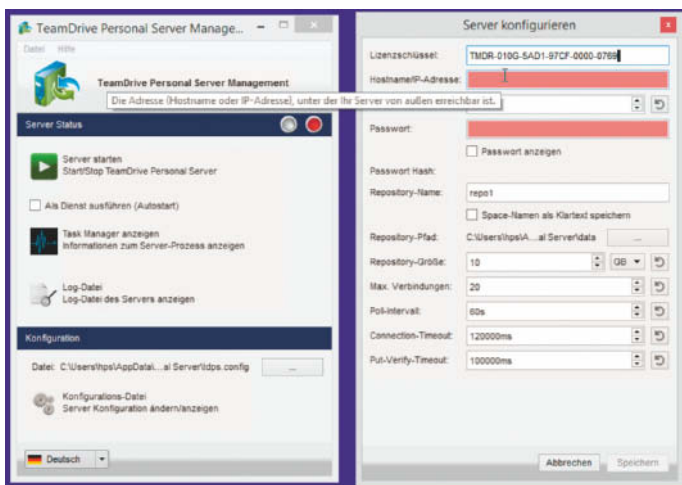 TeamDrive Personal Server Manage...
Datei Hilfe
TeamDrive Personal Server Management
Die Adresse (Hostname oder IP-Adresse), unter der Ihr Server von außen erreichbar ist.
Server Status
Server starten
Start/Stop TeamDrive Personal Server
Als Dienst ausführen (Autostart)
Task Manager anzeigen
Informationen zum Server-Prozess anzeigen
Log-Datei
Log-Datei des Servers anzeigen
Konfiguration
Datei: C:\Users\hps\AppData\...al Server\tdps.config
...
Konfigurations-Datei
Server Konfiguration ändern/anzeigen
Deutsch
Server konfigurieren
x
Lizenzschlüssel: TMDR-010G-5AD1-97CF-0000-0769
Hostname/IP-Adresse:
Passwort:
Passwort anzeigen
Passwort Hash:
Repository-Name: repo1
Space-Namen als Klartext speichern
Repository-Pfad: C:\Users\hps\A...al Server\data ...
Repository-Größe: 10 GB
Max. Verbindungen: 20
Poll-Intervall: 60s
Connection-Timeout: 120000ms
Put-Verify-Timeout: 100000ms
Abbrechen Speichern